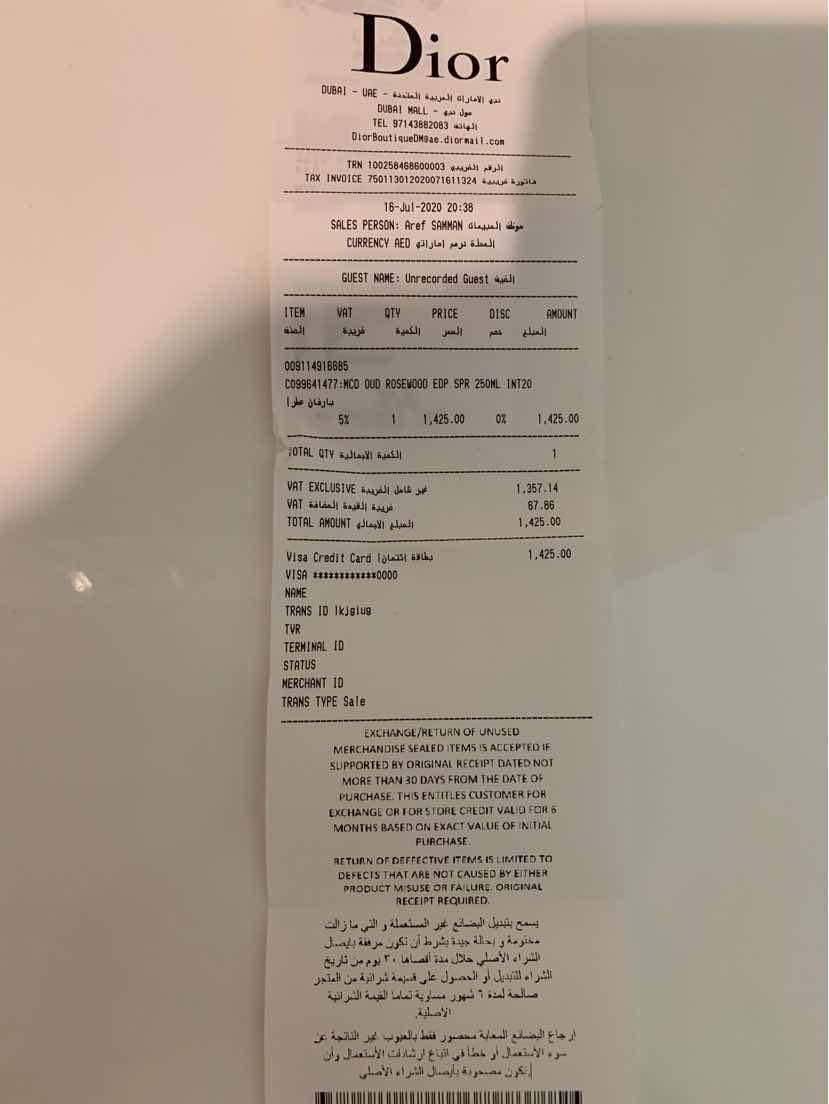 Dior
DUBAI - UAE - دبي الامارات العربية المتحدة
DUBAI MALL - دبي مول
TEL 97143882083 الهاتف
DiorBoutiqueDM@ae.diormail.com
TRN 100258468600003 الرقم الضريبي
TAX INVOICE 750113012020071611324 فاتورة ضريبية
16-Jul-2020 20:38
SALES PERSON: Aref SAMMAN موظف المبيعات
CURRENCY AED العملة درهم اماراتي
GUEST NAME: Unrecorded Guest
ITEM VAT QTY PRICE DISC AMOUNT
ضريبة الكمية السعر خصم المبلغ
009114916685
C099641477:MCD OUD ROSEWOOD EDP SPR 250ML INT20
بارفان
5% 1 1,425.00 0% 1,425.00
TOTAL QTY الكمية الاجمالية 1
VAT EXCLUSIVE غير شامل الضريبة 1,357.14
VAT ضريبة القيمة المضافة 67.86
TOTAL AMOUNT المبلغ الاجمالي 1,425.00
Visa Credit Card بطاقة إئتمان 1,425.00
VISA ************0000
NAME
TRANS ID lkjgiug
TVR
TERMINAL ID
STATUS
MERCHANT ID
TRANS TYPE Sale
EXCHANGE/RETURN OF UNUSED
MERCHANDISE SEALED ITEMS IS ACCEPTED IF
SUPPORTED BY ORIGINAL RECEIPT DATED NOT
MORE THAN 30 DAYS FROM THE DATE OF
PURCHASE. THIS ENTITLES CUSTOMER FOR
EXCHANGE OR FOR STORE CREDIT VALID FOR 6
MONTHS BASED ON EXACT VALUE OF INITIAL
PURCHASE.
RETURN OF DEFFECTIVE ITEMS IS LIMITED TO
DEFECTS THAT ARE NOT CAUSED BY EITHER
PRODUCT MISUSE OR FAILURE. ORIGINAL
RECEIPT REQUIRED.
يسمح بتبديل البضائع غير المستعملة و التي ما زالت
مختومة و بحالة جيدة بشرط أن تكون مرفقة بايصال
الشراء الأصلي خلال مدة أقصاها ٣٠ يوم من تاريخ
الشراء للتبديل أو الحصول على قسيمة شرائية من المتجر
صالحة لمدة ٦ شهور مساوية تماما القيمة الشرائية
الأصلية.
إرجاع البضائع المعابة محصور فقط بالعيوب غير الناتجة عن
سوء الأستعمال أو خطأ في اتباع ارشادات الأستعمال وأن
تكون مصحوبة بأيصال الشراء الأصلي